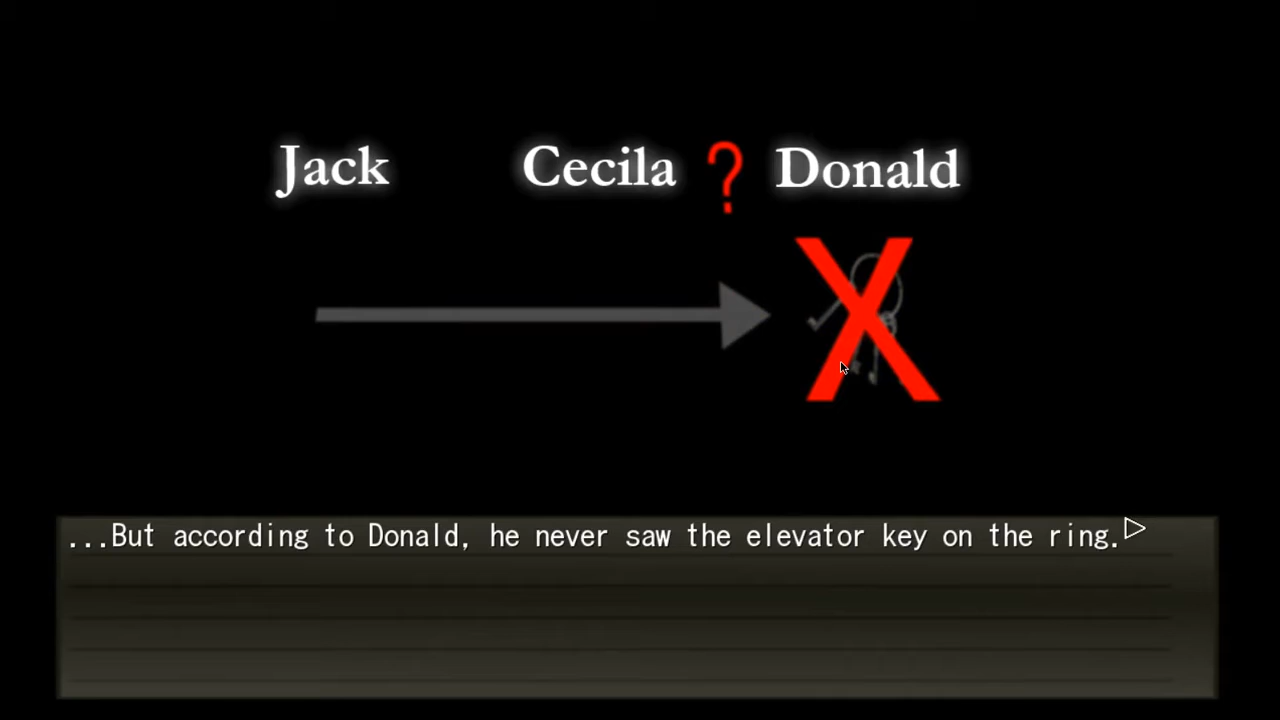 Jack Cecila ? Donald
X
...But according to Donald, he never saw the elevator key on the ring.